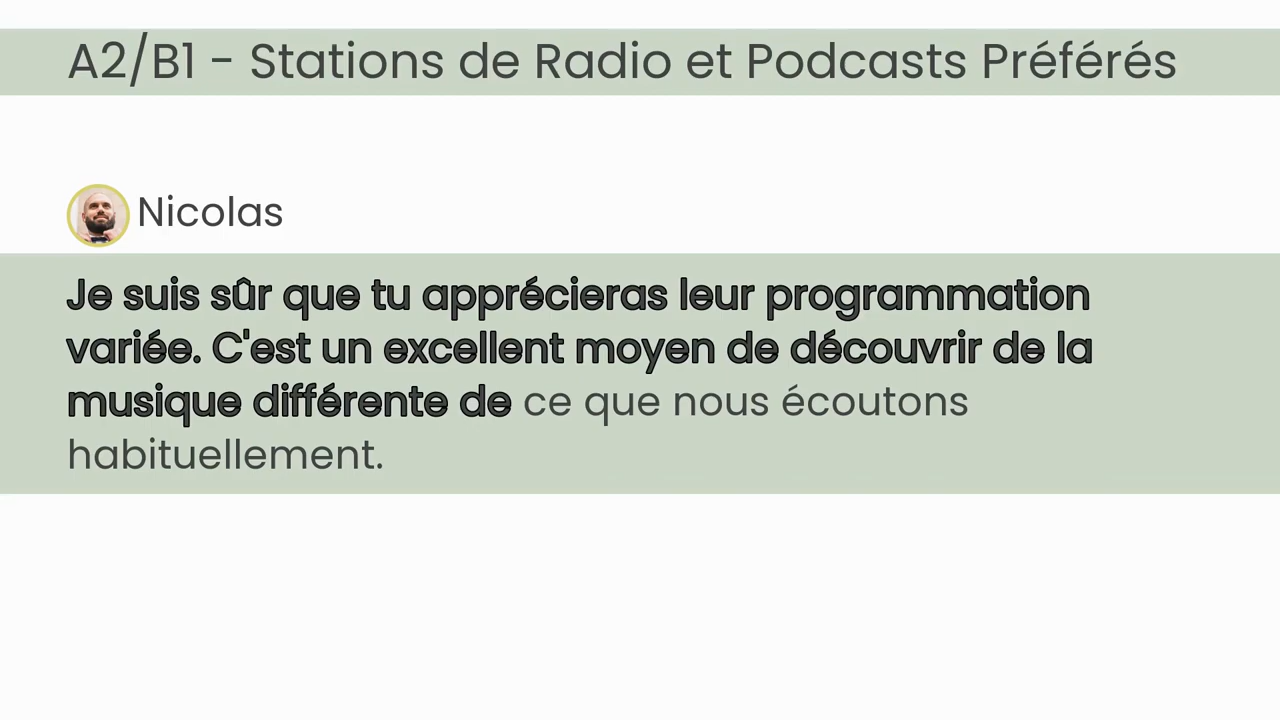 A2/B1 - Stations de Radio et Podcasts Préférés
Nicolas
Je suis sûr que tu apprécieras leur programmation
variée. C'est un excellent moyen de découvrir de la
musique différente de ce que nous écoutons
habituellement.